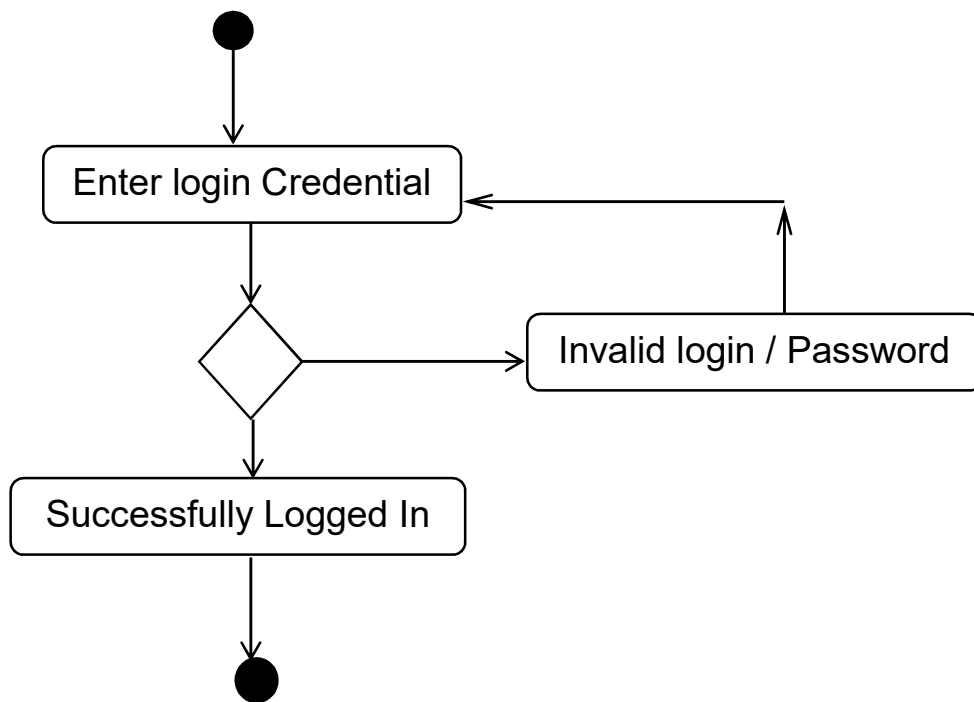 Enter login Credential
Invalid login / Password
Successfully Logged In